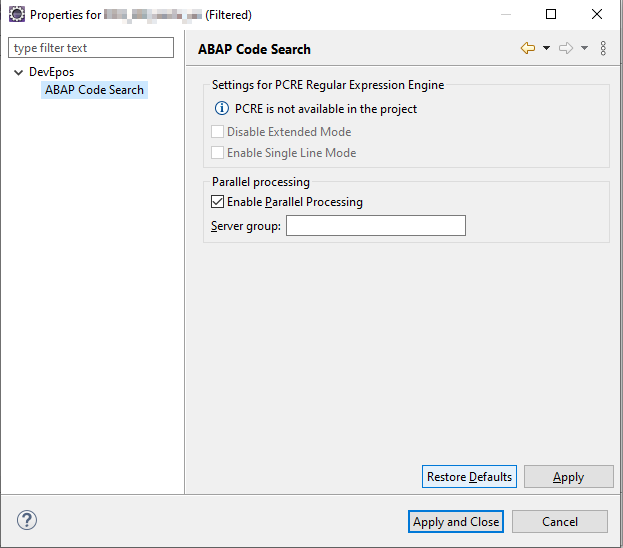 Properties for (Filtered)
type filter text
DevEpos
ABAP Code Search
ABAP Code Search
Settings for PCRE Regular Expression Engine
PCRE is not available in the project
Disable Extended Mode
Enable Single Line Mode
Parallel processing
Enable Parallel Processing
Server group:
Restore Defaults
Apply
?
Apply and Close
Cancel